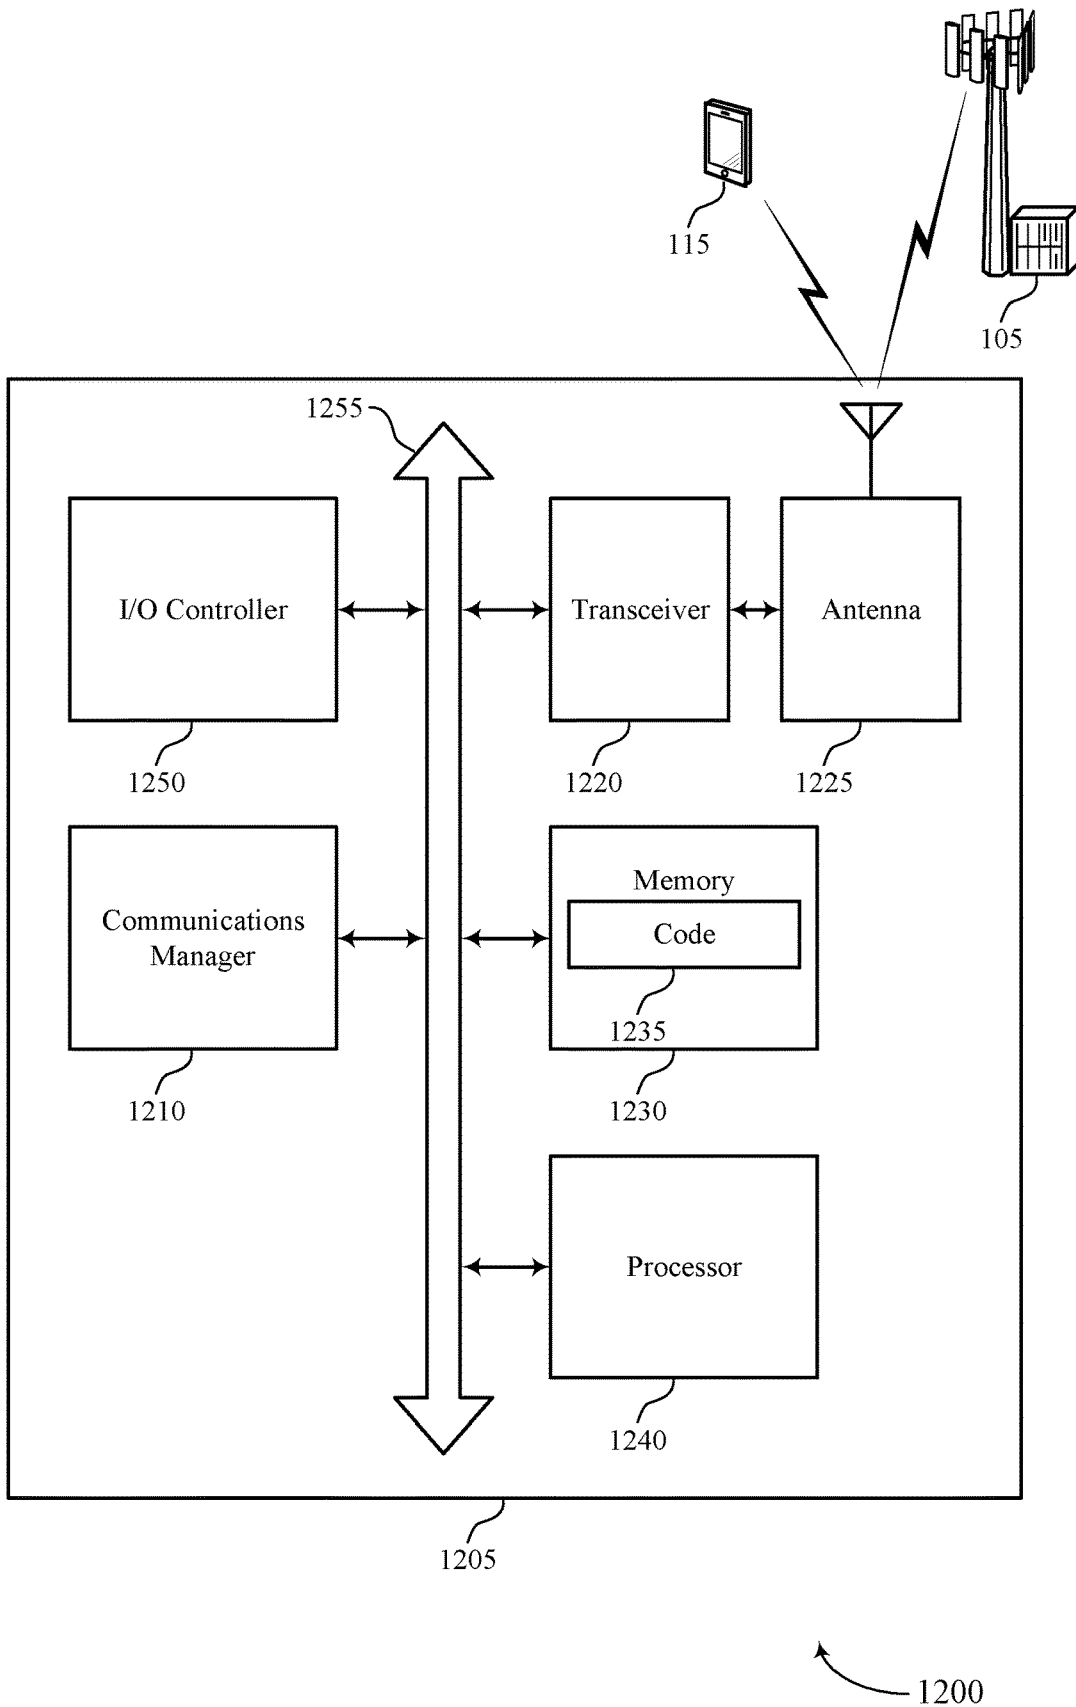 115
105
1255
I/O Controller
Transceiver
Antenna
1250
1220
1225
Communications
Manager
Memory
Code
1235
1210
1230
Processor
1240
1205
1200